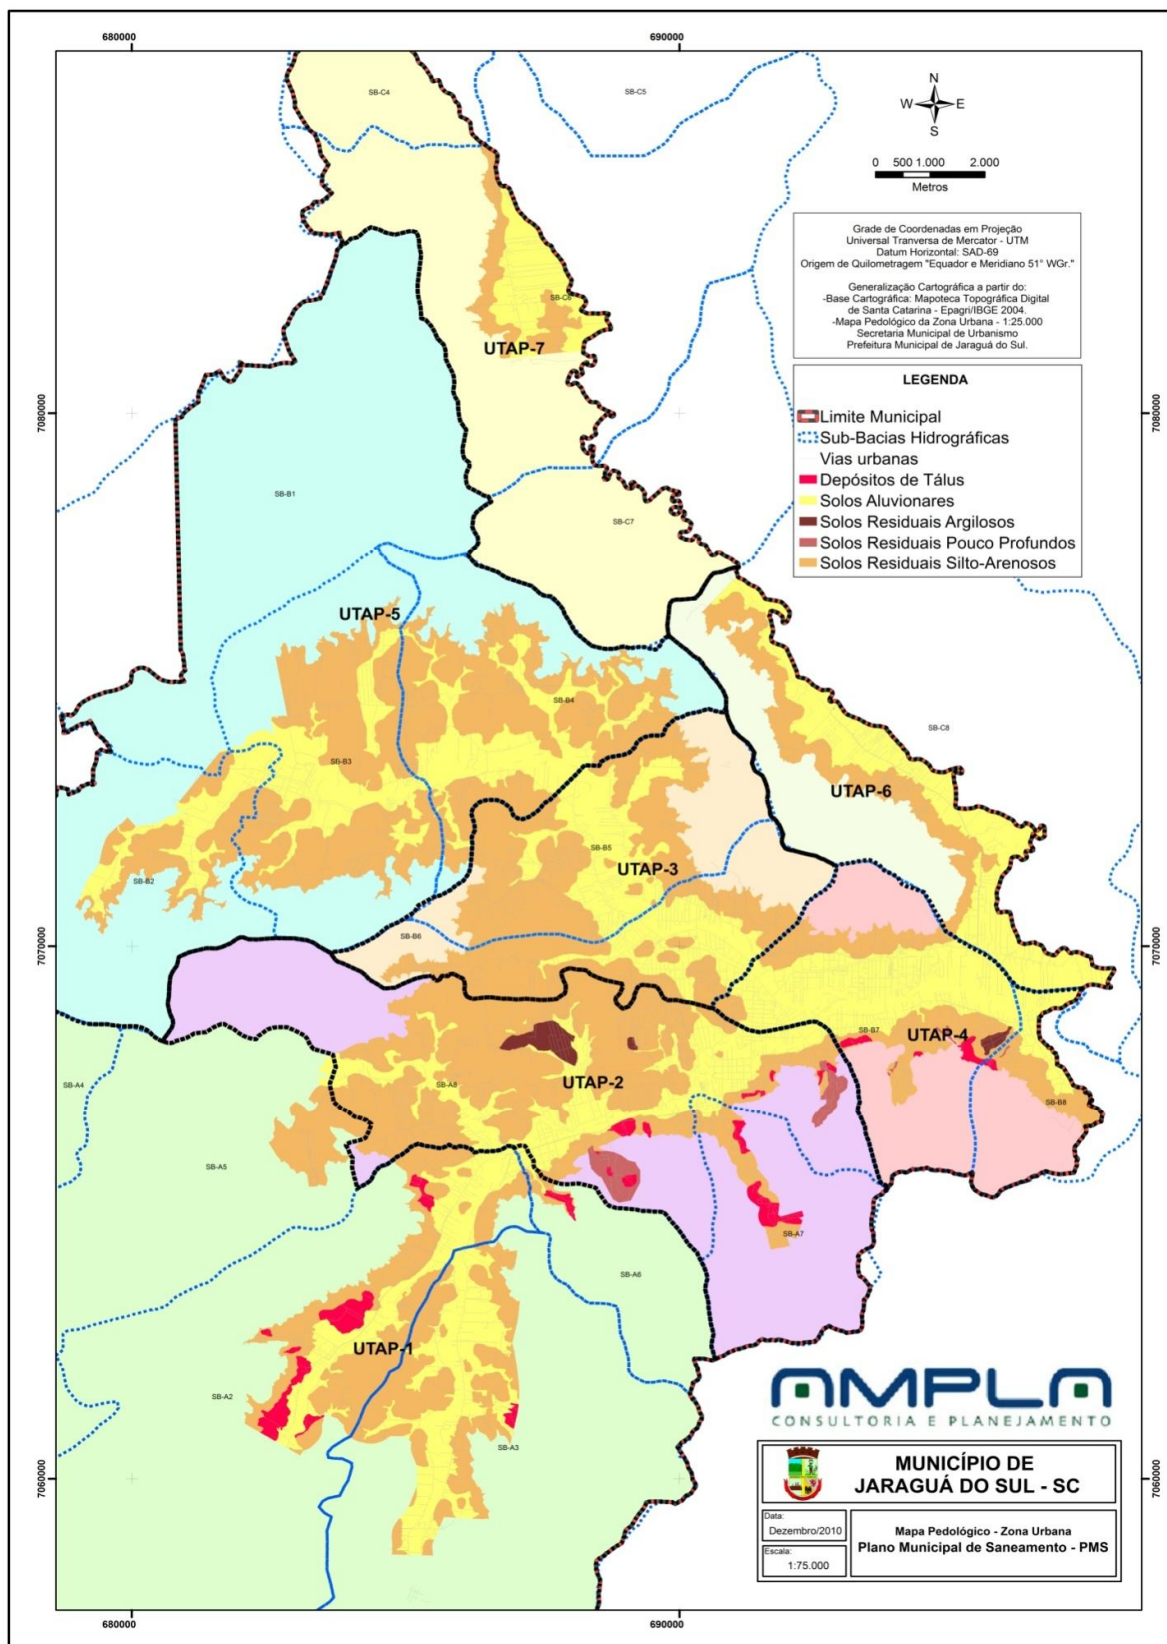 680000
690000
SB-C4
SB-C5
N
W E
S
0 500 1.000 2.000
Metros
Grade de Coordenadas em Projeção
Universal Tranversa de Mercator - UTM
Datum Horizontal: SAD-69
Origem de Quilometragem "Equador e Meridiano 51° WGr."
Generalização Cartográfica a partir do:
-Base Cartográfica: Mapoteca Topográfica Digital
de Santa Catarina - Epagri/IBGE 2004.
-Mapa Pedológico da Zona Urbana - 1:25.000
Secretaria Municipal de Urbanismo
Prefeitura Municipal de Jaraguá do Sul.
SB-C6
UTAP-7
LEGENDA
Limite Municipal
Sub-Bacias Hidrográficas
Vias urbanas
Depósitos de Tálus
Solos Aluvionares
Solos Residuais Argilosos
Solos Residuais Pouco Profundos
Solos Residuais Silto-Arenosos
7080000
7080000
SB-B1
SB-C7
UTAP-5
SB-B4
SB-C8
SB-B3
UTAP-6
SB-B5
UTAP-3
SB-B2
SB-B6
7070000
7070000
SB-B7
UTAP-4
SB-A4
SB-A8
UTAP-2
SB-B8
SB-A5
SB-A7
SB-A6
UTAP-1
SB-A2
SB-A3
7060000
7060000
AMPLA
CONSULTORIA E PLANEJAMENTO
MUNICÍPIO DE
JARAGUÁ DO SUL - SC
Data:
Dezembro/2010
Escala:
1:75.000
Mapa Pedológico - Zona Urbana
Plano Municipal de Saneamento - PMS
680000
690000